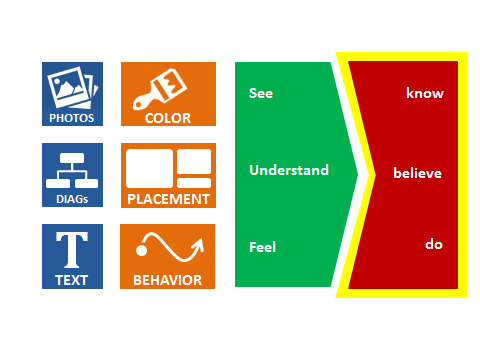 PHOTOS
COLOR
DIAGs
PLACEMENT
T
TEXT
BEHAVIOR
See
Understand
Feel
know
believe
do